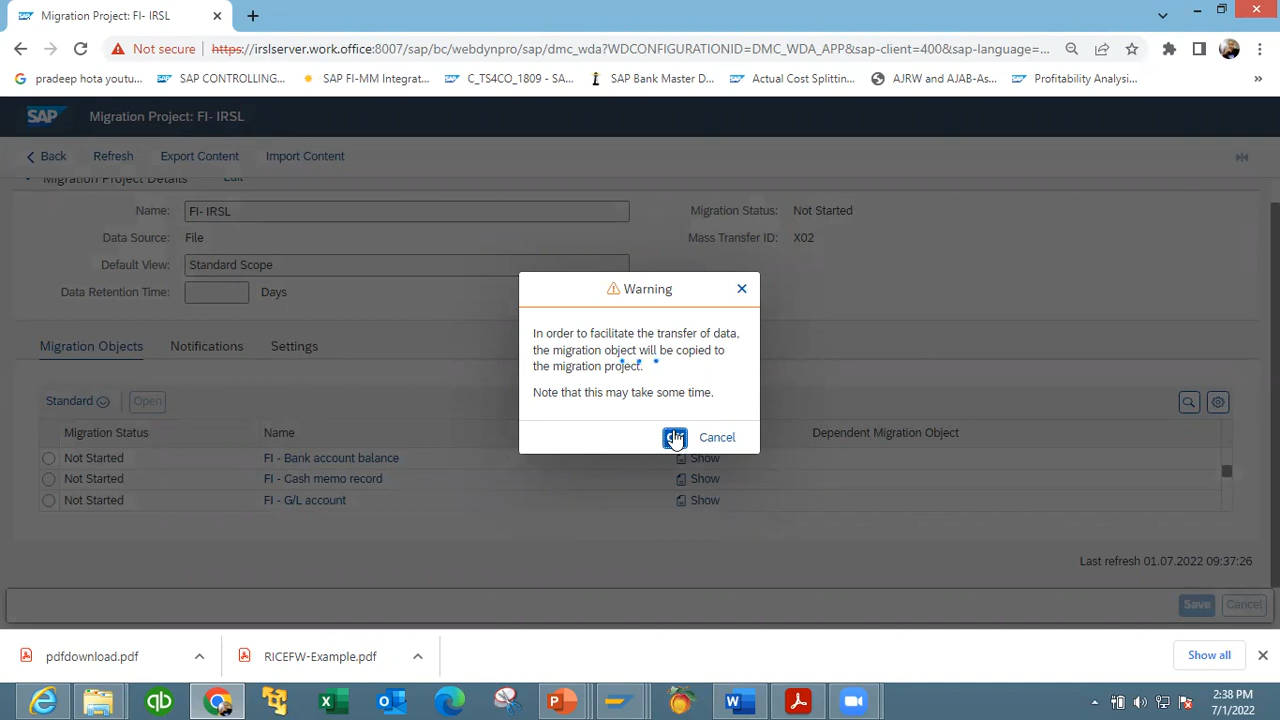 Migration Project: FI- IRSL
Not secure
https://irslserver.work.office:8007/sap/bc/webdynpro/sap/dmc_wda?WDCONFIGURATIONID=DMC_WDA_APP&sap-client=400&sap-language=...
pradeep hota youtu...
SAP CONTROLLING...
SAP FI-MM Integrat...
C_TS4CO_1809 - SA...
SAP Bank Master D...
Actual Cost Splittin...
AJRW and AJAB-As...
Profitability Analysi...
»
SAP
Migration Project: FI- IRSL
Back
Refresh
Export Content
Import Content
Migration Project Details
Edit
Name:
FI- IRSL
Migration Status:
Not Started
Data Source:
File
Mass Transfer ID:
X02
Default View:
Standard Scope
Data Retention Time:
Days
Warning
In order to facilitate the transfer of data,
the migration object will be copied to
the migration project.
Note that this may take some time.
Cancel
Migration Objects
Notifications
Settings
Standard
Open
Migration Status
Name
Dependent Migration Object
Not Started
FI - Bank account balance
Show
Not Started
FI - Cash memo record
Show
Not Started
FI - G/L account
Show
Last refresh 01.07.2022 09:37:26
Save
Cancel
pdfdownload.pdf
RICEFW-Example.pdf
Show all
2:38 PM
7/1/2022